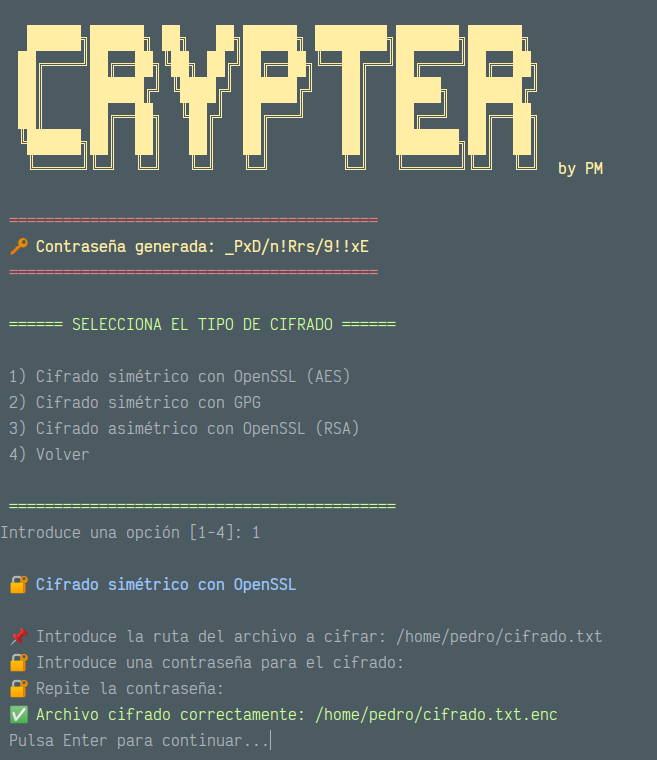 CRYPTER by PM
=========================================
🔑 Contraseña generada: _PxD/n!Rrs/9!!xE
=========================================
====== SELECCIONA EL TIPO DE CIFRADO ======
1) Cifrado simétrico con OpenSSL (AES)
2) Cifrado simétrico con GPG
3) Cifrado asimétrico con OpenSSL (RSA)
4) Volver
===========================================
Introduce una opción [1-4]: 1
🔐 Cifrado simétrico con OpenSSL
📌 Introduce la ruta del archivo a cifrar: /home/pedro/cifrado.txt
🔐 Introduce una contraseña para el cifrado:
🔐 Repite la contraseña:
✅ Archivo cifrado correctamente: /home/pedro/cifrado.txt.enc
Pulsa Enter para continuar...